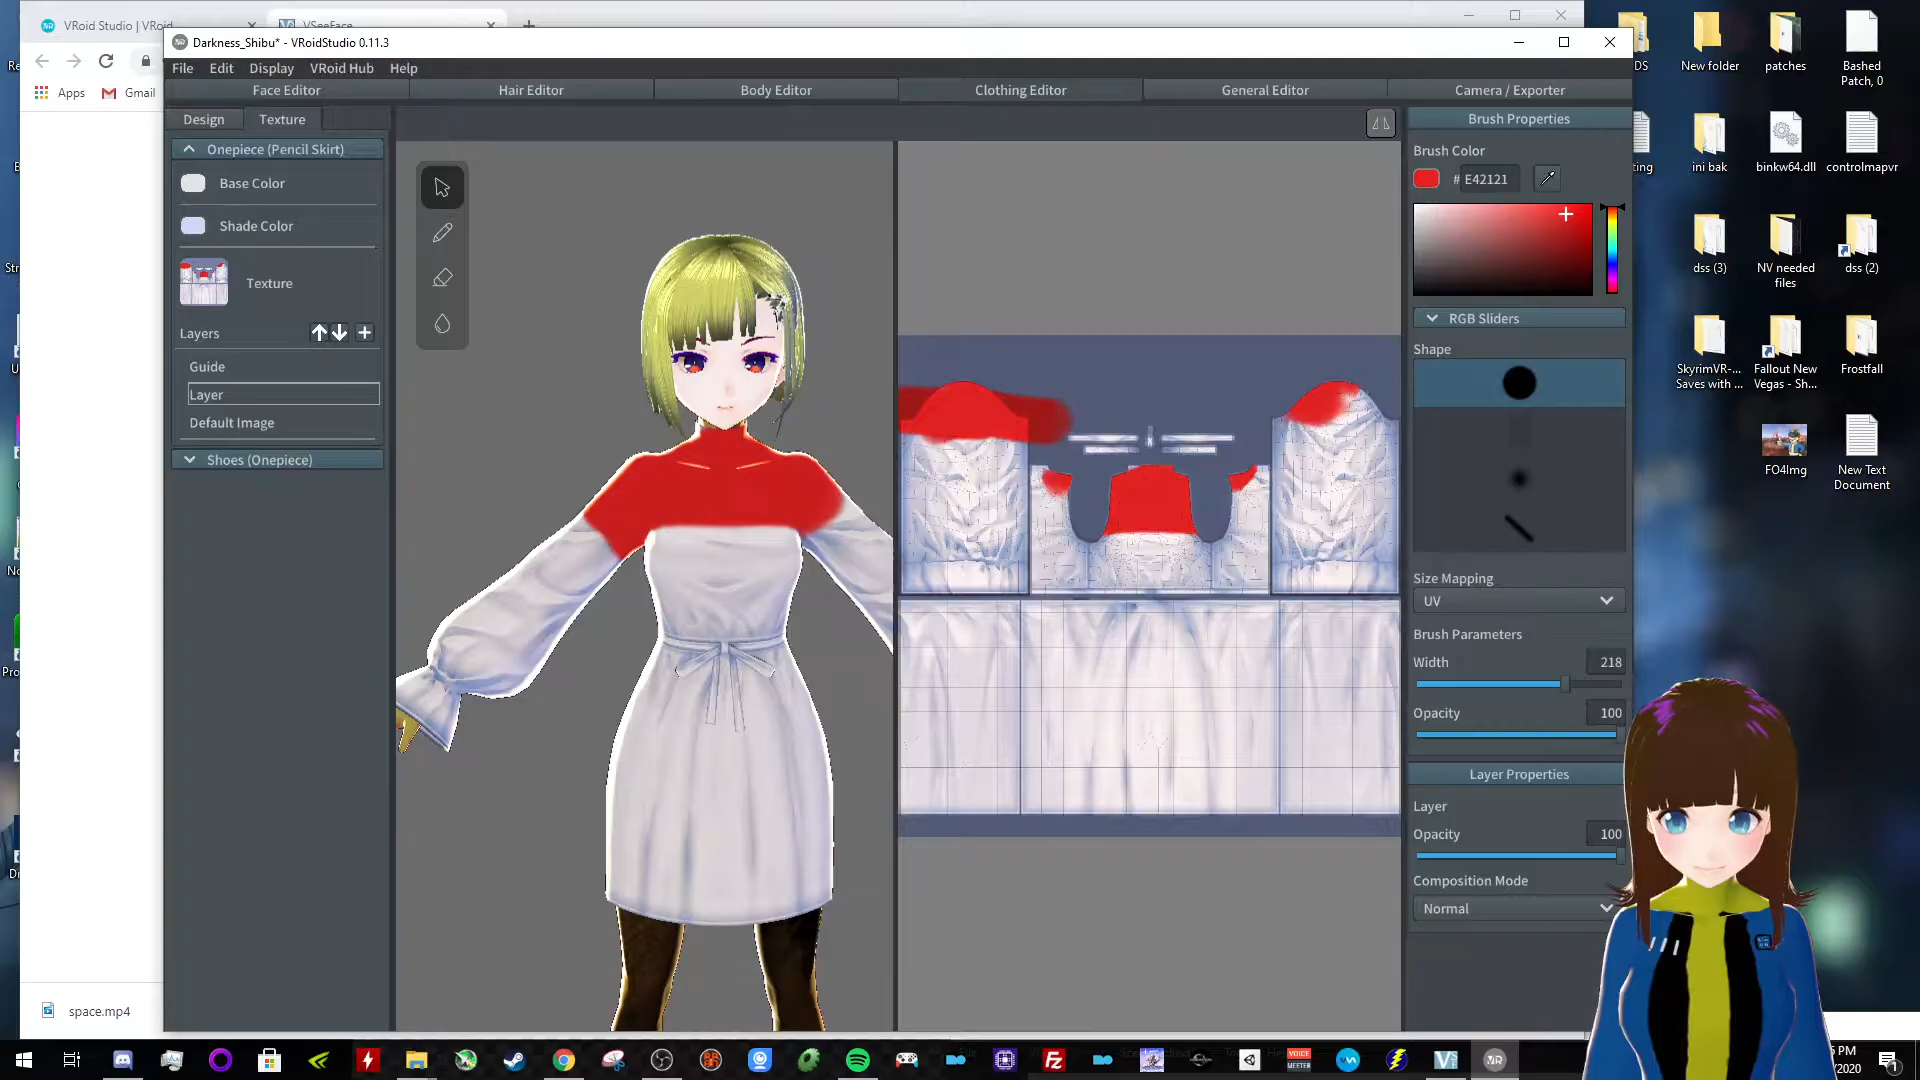 VRoid Studio | VRoid
VSeeFace
Darkness_Shibu* - VRoidStudio 0.11.3
File Edit Display VRoid Hub Help
Apps Gmail
Face Editor Hair Editor Body Editor Clothing Editor General Editor Camera / Exporter
Design Texture
Onepiece (Pencil Skirt)
Base Color
Shade Color
Texture
Layers
Guide
Layer
Default Image
Shoes (Onepiece)
Brush Properties
Brush Color
# E42121
RGB Sliders
Shape
Size Mapping
UV
Brush Parameters
Width 218
Opacity 100
Layer Properties
Layer
Opacity 100
Composition Mode
Normal
DS
New folder
patches
Bashed
Patch, 0
ting
ini bak
binkw64.dll
controlmapvr
dss (3)
NV needed
files
dss (2)
SkyrimVR-...
Saves with ...
Fallout New
Vegas - Sh...
Frostfall
FO4Img
New Text
Document
space.mp4
VOICE
MEETER
PM
/2020